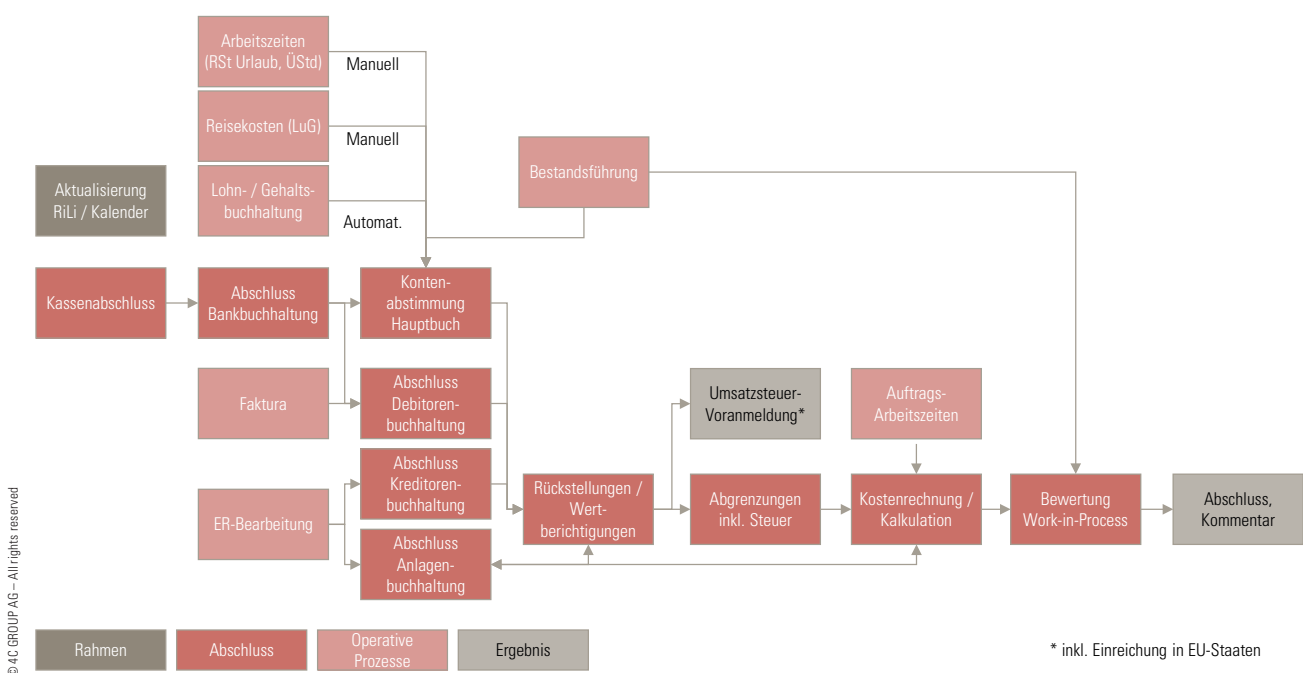 Arbeitszeiten
(RSt Urlaub, ÜStd)
Manuell
Reisekosten (LuG)
Manuell
Aktualisierung
RiLi / Kalender
Lohn- / Gehalts-
buchhaltung
Automat.
Bestandsführung
Kassenabschluss
Abschluss
Bankbuchhaltung
Konten-
abstimmung
Hauptbuch
Faktura
Abschluss
Debitoren-
buchhaltung
Umsatzsteuer-
Voranmeldung*
Auftrags-
Arbeitszeiten
ER-Bearbeitung
Abschluss
Kreditoren-
buchhaltung
Abschluss
Anlagen-
buchhaltung
Rückstellungen /
Wert-
berichtigungen
Abgrenzungen
inkl. Steuer
Kostenrechnung /
Kalkulation
Bewertung
Work-in-Process
Abschluss,
Kommentar
Rahmen
Abschluss
Operative
Prozesse
Ergebnis
* inkl. Einreichung in EU-Staaten
© 4C GROUP AG – All rights reserved